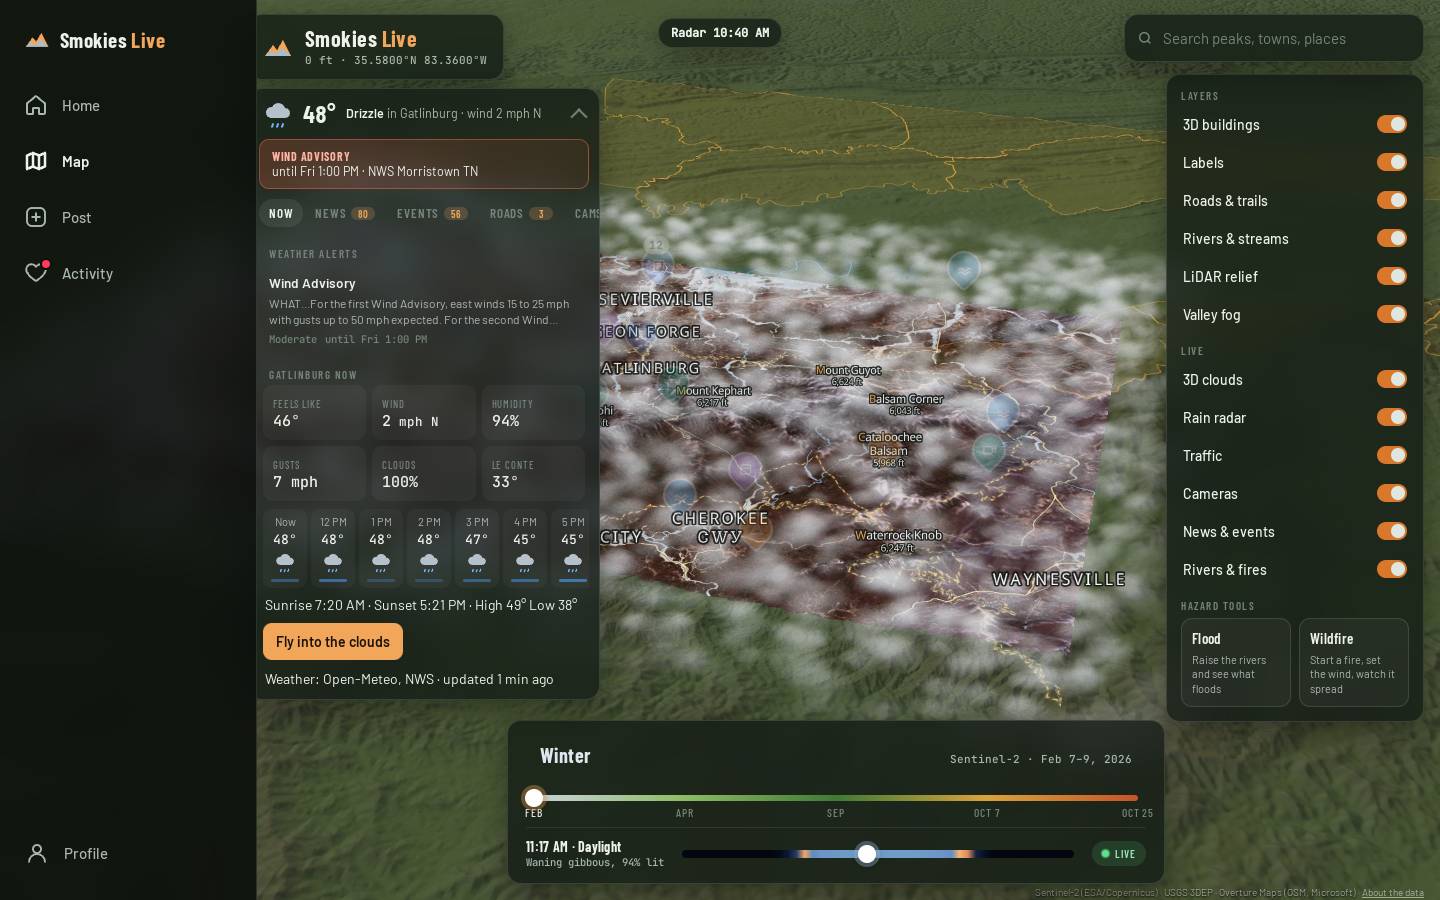 Smokies Live
Home
Map
Post
Activity
Profile
Smokies Live
0 ft · 35.5800°N 83.3600°W
Radar 10:40 AM
Search peaks, towns, places
48° Drizzle in Gatlinburg · wind 2 mph N
WIND ADVISORY
until Fri 1:00 PM · NWS Morristown TN
NOW NEWS 80 EVENTS 56 ROADS 3 CAMS
WEATHER ALERTS
Wind Advisory
WHAT...For the first Wind Advisory, east winds 15 to 25 mph
with gusts up to 50 mph expected. For the second Wind...
Moderate until Fri 1:00 PM
GATLINBURG NOW
FEELS LIKE WIND HUMIDITY
46° 2 mph N 94%
GUSTS CLOUDS LE CONTE
7 mph 100% 33°
Now 12 PM 1 PM 2 PM 3 PM 4 PM 5 PM
48° 48° 48° 48° 47° 45° 45°
Sunrise 7:20 AM · Sunset 5:21 PM · High 49° Low 38°
Fly into the clouds
Weather: Open-Meteo, NWS · updated 1 min ago
12
SEVIERVILLE
EON FORGE
ATLINBURG
Mount Guyot
6,624 ft
Mount Kephart
6,217 ft
Balsam Corner
6,043 ft
phi
ft
Cataloochee
Balsam
5,968 ft
CHEROKEE
ᏣᎳᎩ
CITY
Waterrock Knob
6,247 ft
WAYNESVILLE
LAYERS
3D buildings
Labels
Roads & trails
Rivers & streams
LiDAR relief
Valley fog
LIVE
3D clouds
Rain radar
Traffic
Cameras
News & events
Rivers & fires
HAZARD TOOLS
Flood
Raise the rivers
and see what
floods
Wildfire
Start a fire, set
the wind, watch it
spread
Winter
Sentinel-2 · Feb 7-9, 2026
FEB APR SEP OCT 7 OCT 25
11:17 AM · Daylight
Waning gibbous, 94% lit
LIVE
Sentinel-2 (ESA/Copernicus) · USGS 3DEP · Overture Maps (OSM, Microsoft) · About the data